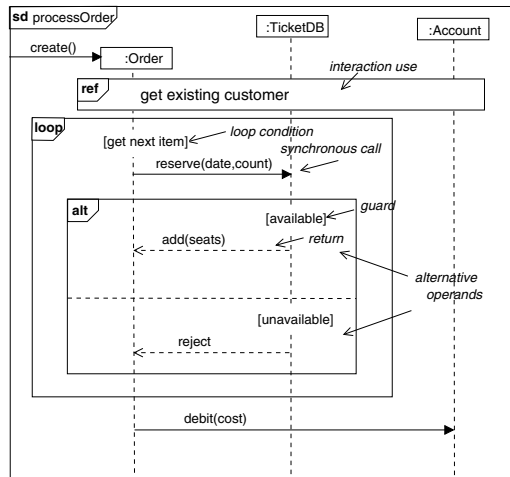 sd processOrder
:TicketDB
:Account
create()
:Order
interaction use
ref
get existing customer
loop
loop condition
[get next item]
synchronous call
reserve(date,count)
alt
guard
[available]
add(seats)
return
alternative
operands
[unavailable]
reject
debit(cost)